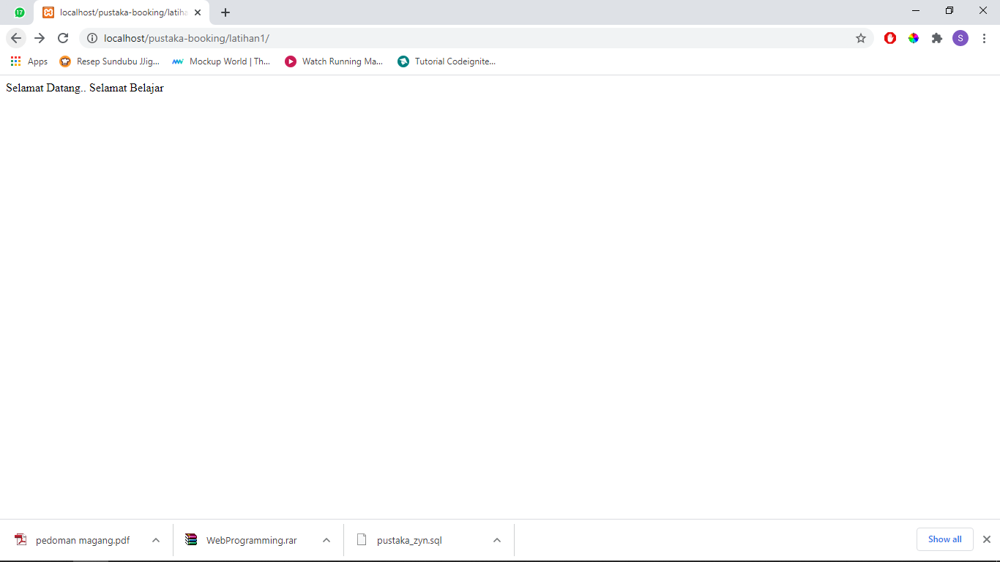 17
localhost/pustaka-booking/latiha
localhost/pustaka-booking/latihan1/
S
Apps
Resep Sundubu JJig...
Mockup World | Th...
Watch Running Ma...
Tutorial Codeignite...
Selamat Datang.. Selamat Belajar
pedoman magang.pdf
WebProgramming.rar
pustaka_zyn.sql
Show all